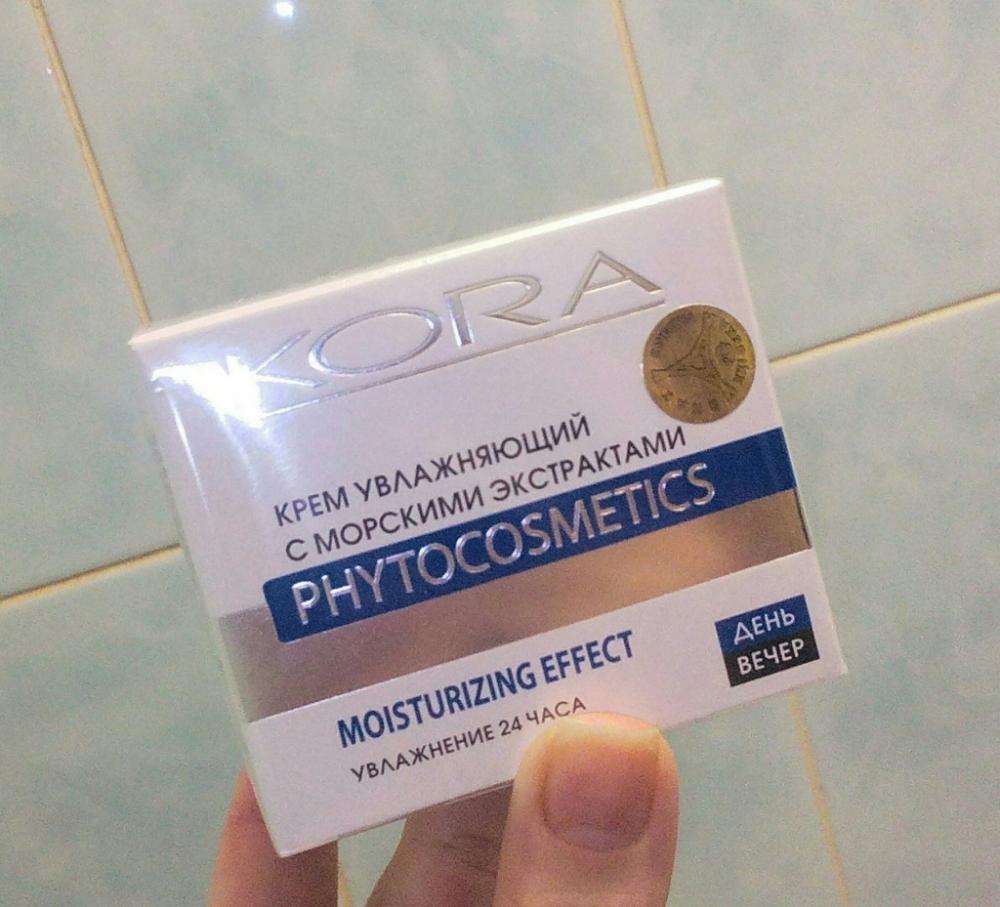 KORA
КРЕМ УВЛАЖНЯЮЩИЙ
С МОРСКИМИ ЭКСТРАКТАМИ
PHYTOCOSMETICS
MOISTURIZING EFFECT
УВЛАЖНЕНИЕ 24 ЧАСА
ДЕНЬ
ВЕЧЕР